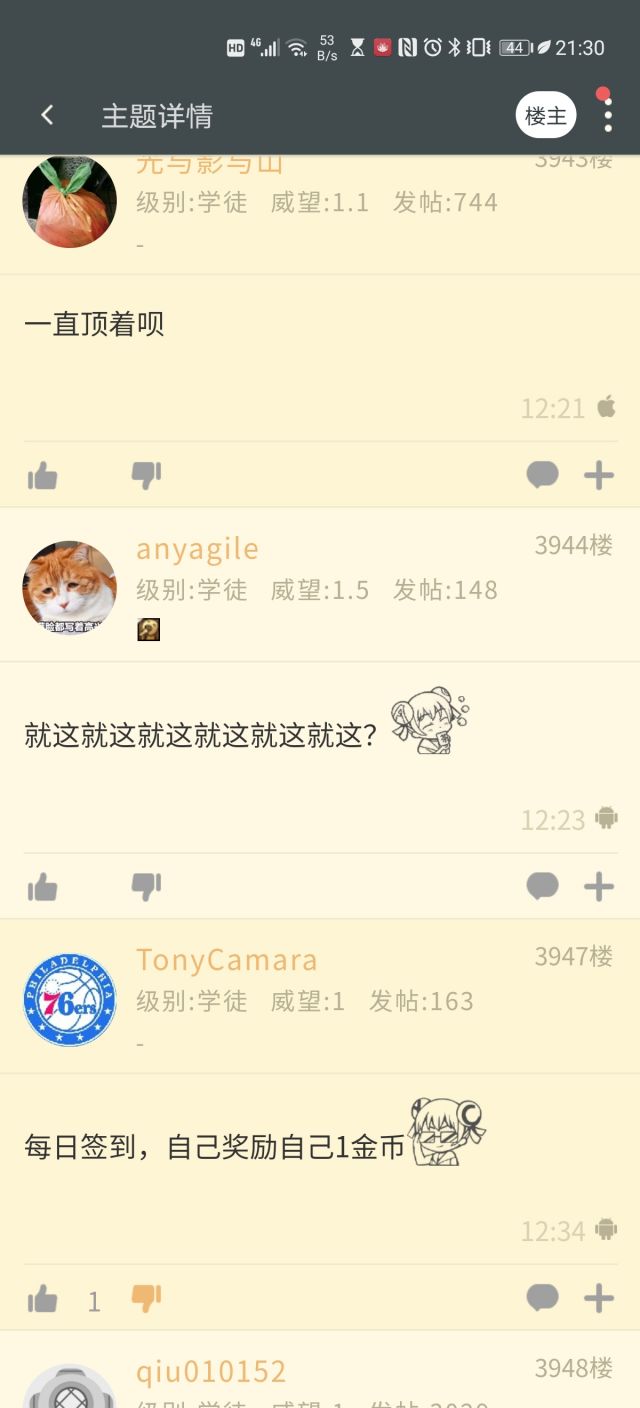 HD 4G 53 B/s 44 21:30
主题详情 楼主
光与影与山 3943楼
级别:学徒 威望:1.1 发帖:744
-
一直顶着呗
12:21
anyagile 3944楼
级别:学徒 威望:1.5 发帖:148
就这就这就这就这就这就这？
12:23
PHILADELPHIA
76ers
TonyCamara 3947楼
级别:学徒 威望:1 发帖:163
-
每日签到，自己奖励自己1金币
12:34
1
qiu010152 3948楼